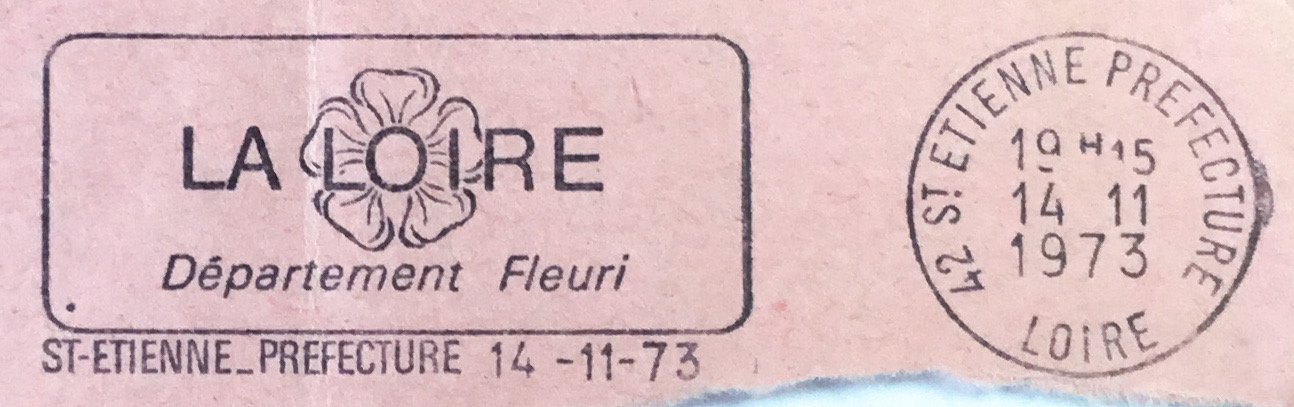 LA LOIRE
Département Fleuri
ST-ETIENNE_PREFECTURE 14 -11-73
42 ST ETIENNE PREFECTURE
19 H 15
14 11
1973
LOIRE